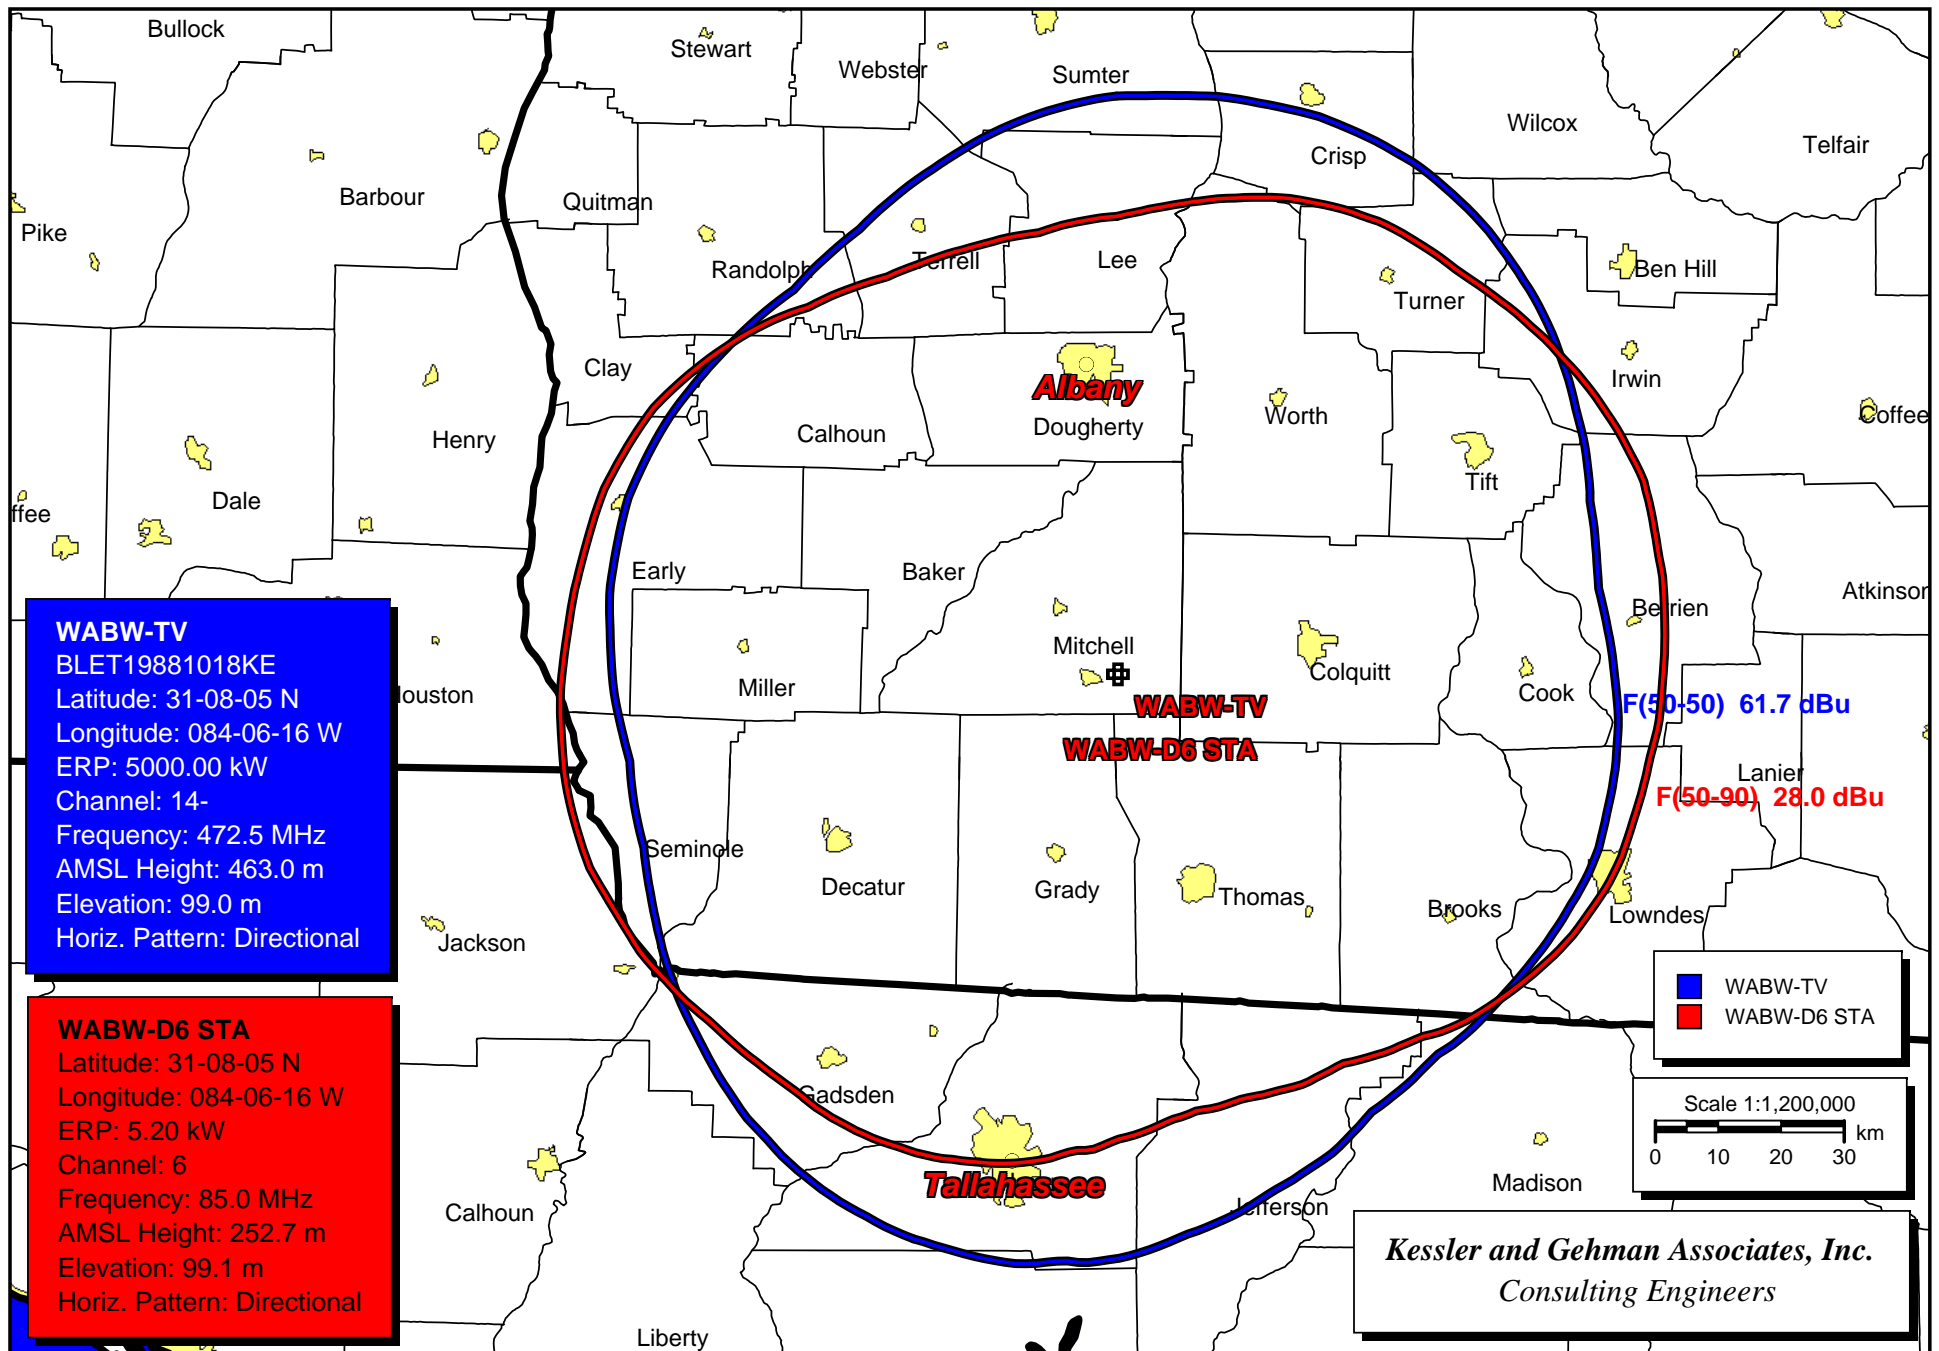 Bullock
Stewart
Webster
Sumter
Wilcox
Telfair
Crisp
Barbour
Quitman
Pike
Randolph
Terrell
Lee
Ben Hill
Turner
Clay
Irwin
Albany
Worth
Coffee
Henry
Calhoun
Dougherty
Tift
Dale
ffee
Early
Baker
Atkinson
Berrien
Mitchell
Colquitt
Miller
Cook
ouston
WABW-TV
F(50-50) 61.7 dBu
WABW-D6 STA
Lanier
F(50-90) 28.0 dBu
Seminole
Decatur
Grady
Thomas
Brooks
Lowndes
Jackson
WABW-TV
BLET19881018KE
Latitude: 31-08-05 N
Longitude: 084-06-16 W
ERP: 5000.00 kW
Channel: 14-
Frequency: 472.5 MHz
AMSL Height: 463.0 m
Elevation: 99.0 m
Horiz. Pattern: Directional
WABW-D6 STA
Latitude: 31-08-05 N
Longitude: 084-06-16 W
ERP: 5.20 kW
Channel: 6
Frequency: 85.0 MHz
AMSL Height: 252.7 m
Elevation: 99.1 m
Horiz. Pattern: Directional
Gadsden
Tallahassee
Calhoun
Jefferson
Madison
Liberty
WABW-TV
WABW-D6 STA
Scale 1:1,200,000
km
0 10 20 30
Kessler and Gehman Associates, Inc.
Consulting Engineers